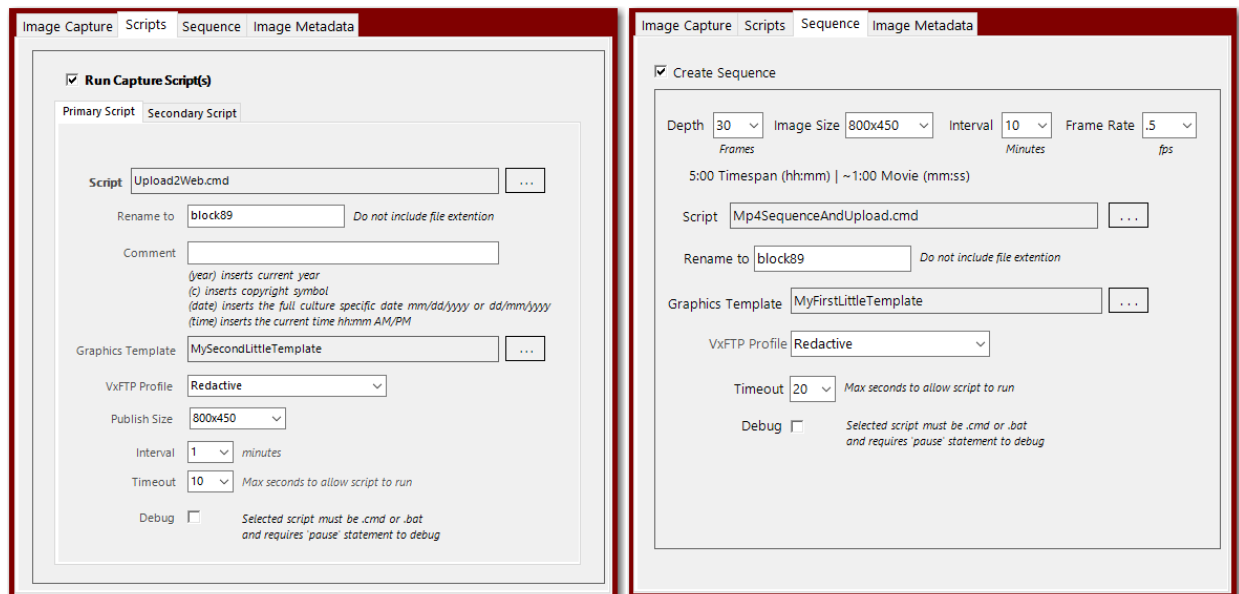 Image Capture Scripts Sequence Image Metadata
Run Capture Script(s)
Primary Script Secondary Script
Script Upload2Web.cmd ...
Rename to block89 Do not include file extention
Comment
(year) inserts current year
(c) inserts copyright symbol
(date) inserts the full culture specific date mm/dd/yyyy or dd/mm/yyyy
(time) inserts the current time hh:mm AM/PM
Graphics Template MySecondLittleTemplate ...
VxFTP Profile Redactive
Publish Size 800x450
Interval 1 minutes
Timeout 10 Max seconds to allow script to run
Debug Selected script must be .cmd or .bat
and requires 'pause' statement to debug
Image Capture Scripts Sequence Image Metadata
Create Sequence
Depth 30 Image Size 800x450 Interval 10 Frame Rate .5
Frames Minutes fps
5:00 Timespan (hh:mm) | ~1:00 Movie (mm:ss)
Script Mp4SequenceAndUpload.cmd ...
Rename to block89 Do not include file extention
Graphics Template MyFirstLittleTemplate ...
VxFTP Profile Redactive
Timeout 20 Max seconds to allow script to run
Debug Selected script must be .cmd or .bat
and requires 'pause' statement to debug